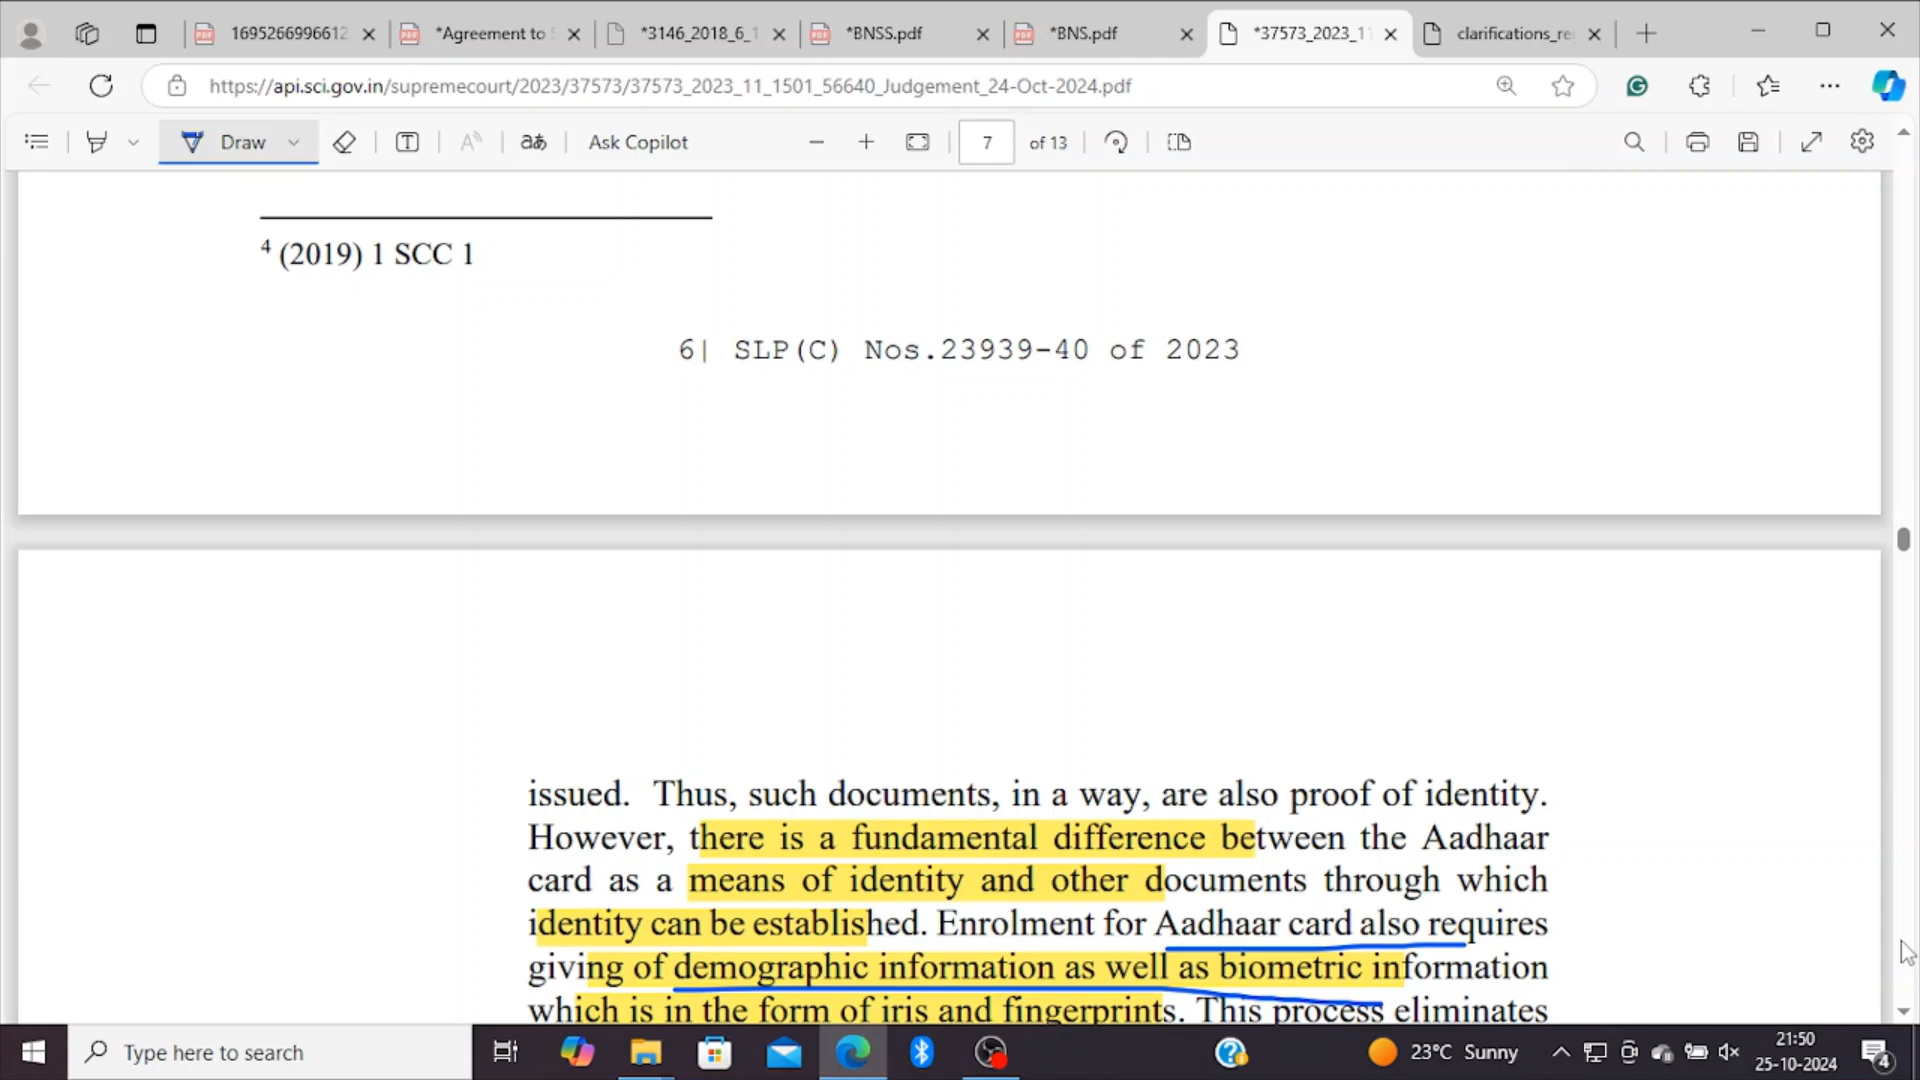 1695266996612
*Agreement to
*3146_2018_6_1
*BNSS.pdf
*BNS.pdf
*37573_2023_11
clarifications_re
https://api.sci.gov.in/supremecourt/2023/37573/37573_2023_11_1501_56640_Judgement_24-Oct-2024.pdf
Draw
Ask Copilot
7 of 13
4 (2019) 1 SCC 1
6| SLP(C) Nos.23939-40 of 2023
issued. Thus, such documents, in a way, are also proof of identity.
However, there is a fundamental difference between the Aadhaar
card as a means of identity and other documents through which
identity can be established. Enrolment for Aadhaar card also requires
giving of demographic information as well as biometric information
which is in the form of iris and fingerprints. This process eliminates
Type here to search
23°C Sunny
21:50
25-10-2024
4